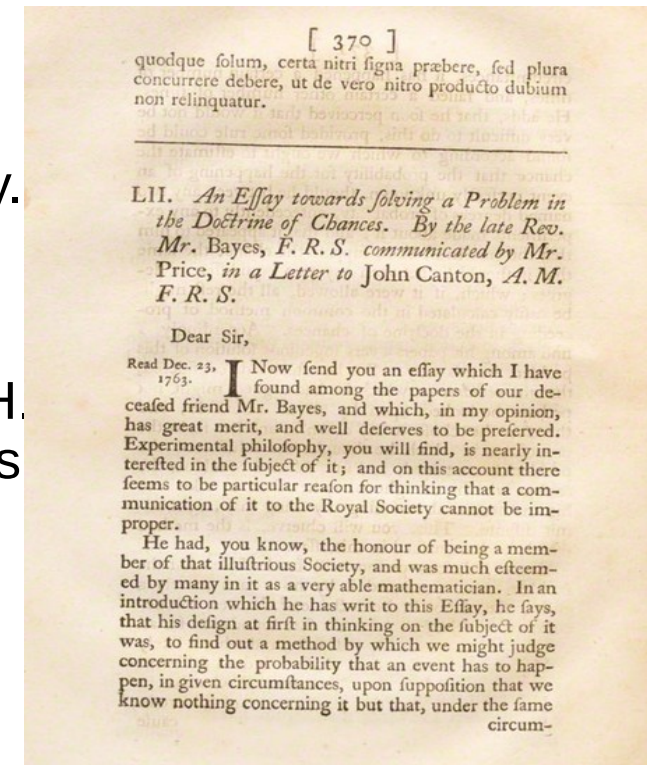 [ 370 ]
quodque ſolum, certa nitri ſigna præbere, ſed plura
concurrere debere, ut de vero nitro producto dubium
non relinquatur.
y.
LII. An Eſſay towards ſolving a Problem in
the Doctrine of Chances. By the late Rev.
Mr. Bayes, F. R. S. communicated by Mr.
Price, in a Letter to John Canton, A. M.
F. R. S.
Dear Sir,
Read Dec. 23,
1763.
I Now ſend you an eſſay which I have
found among the papers of our de-
H.
ceaſed friend Mr. Bayes, and which, in my opinion,
has great merit, and well deſerves to be preſerved.
Experimental philoſophy, you will find, is nearly in-
s
tereſted in the ſubject of it; and on this account there
ſeems to be particular reaſon for thinking that a com-
munication of it to the Royal Society cannot be im-
proper.
He had, you know, the honour of being a mem-
ber of that illuſtrious Society, and was much eſteem-
ed by many in it as a very able mathematician. In an
introduction which he has writ to this Eſſay, he ſays,
that his deſign at firſt in thinking on the ſubject of it
was, to find out a method by which we might judge
concerning the probability that an event has to hap-
pen, in given circumſtances, upon ſuppoſition that we
know nothing concerning it but that, under the ſame
circum-